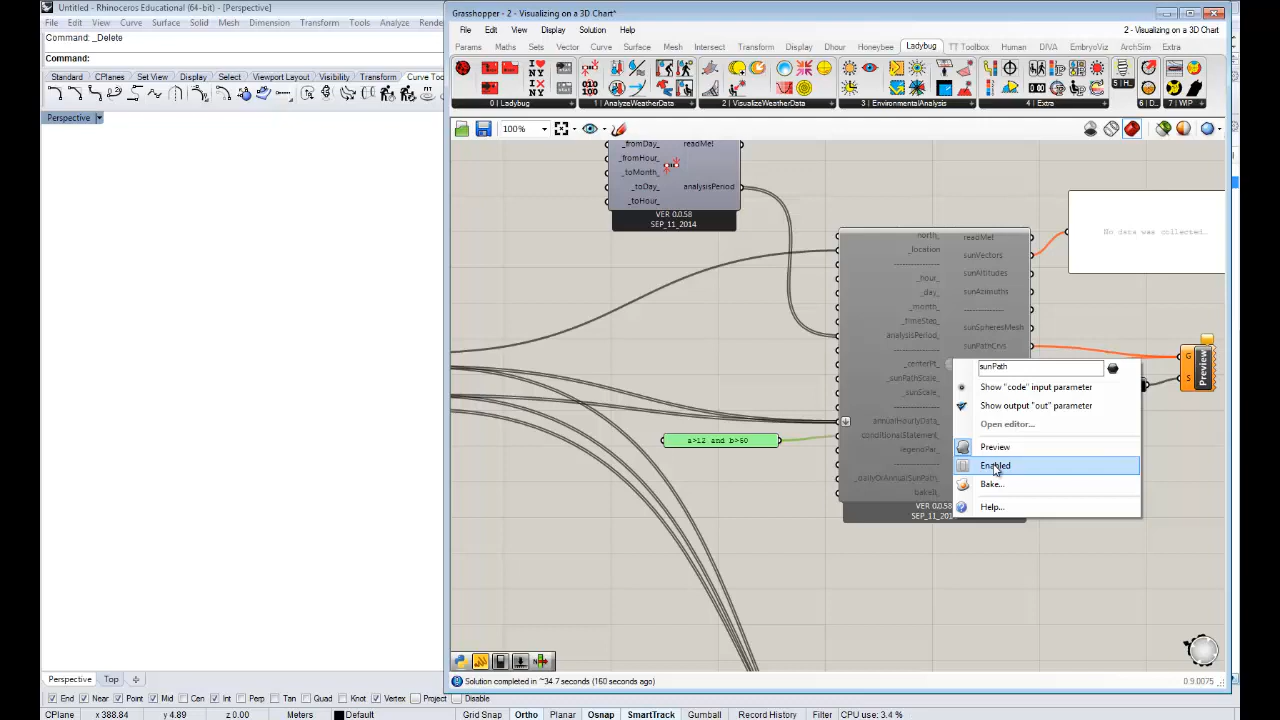 Untitled - Rhinoceros Educational (64-bit) - [Perspective]
File Edit View Curve Surface Solid Mesh Dimension Transform Tools Analyze Render
Command: _Delete
Command:
Standard CPlanes Set View Display Select Viewport Layout Visibility Transform Curve Too
Perspective
Grasshopper - 2 - Visualizing on a 3D Chart*
File Edit View Display Solution Help
2 - Visualizing on a 3D Chart*
Params Maths Sets Vector Curve Surface Mesh Intersect Transform Display Dhour Honeybee Ladybug TT Toolbox Human DIVA EmbryoViz ArchSim Extra
0 | Ladybug
1 | AnalyzeWeatherData
2 | VisualizeWeatherData
3 | EnvironmentalAnalysis
4 | Extra
5 | H...
6 | D...
7 | WIP
100%
_fromDay_ readMe!
_fromHour_
_toMonth_
_toDay_ analysisPeriod
_toHour_
VER 0.0.58
SEP_11_2014
north_ readMe!
_location sunVectors
_hour_ sunAltitudes
_day_ sunAzimuths
_month_
_timeStep_ sunSpheresMesh
analysisPeriod_ sunPathCrvs
_centerPt_
_sunPathScale_
_sunScale_
annualHourlyData_
conditionalStatement_
legendPar_
_dailyOrAnnualSunPath_
bakeIt_
VER 0.0.58
SEP_11_201
No data was collected...
a>12 and b>60
G
S
Preview
sunPath
Show "code" input parameter
Show output "out" parameter
Open editor...
Preview
Enabled
Bake...
Help...
Solution completed in ~34.7 seconds (160 seconds ago)
0.9.0075
Perspective Top
End Near Point Mid Cen Int Perp Tan Quad Knot Vertex Project Disable
CPlane x 388.84 y 4.89 z 0.00 Meters Default Grid Snap Ortho Planar Osnap SmartTrack Gumball Record History Filter CPU use: 3.4 %